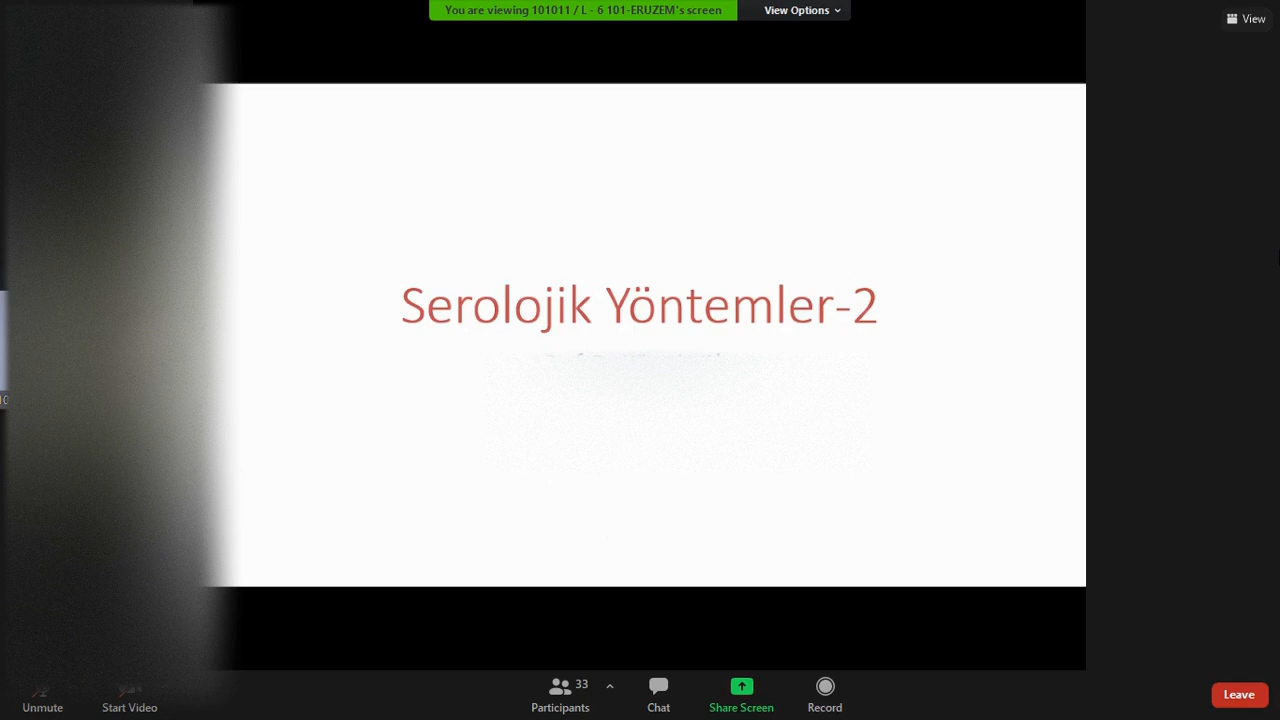 You are viewing 101011 / L - 6 101-ERUZEM's screen
View Options
View
Serolojik Yöntemler-2
Unmute
Start Video
Participants
33
Chat
Share Screen
Record
Leave